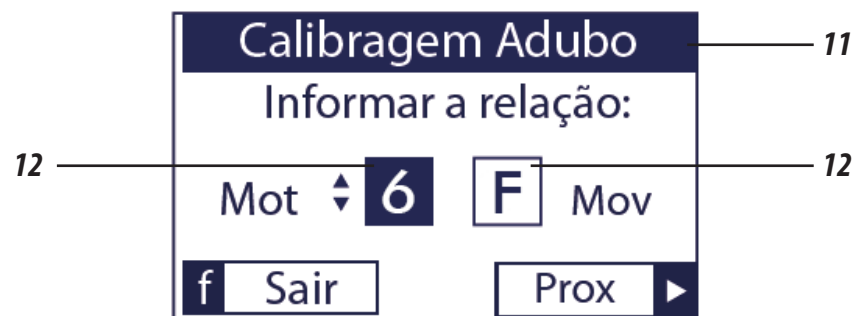 Calibragem Adubo 11
Informar a relação:
12 Mot 6 F Mov 12
f Sair Prox